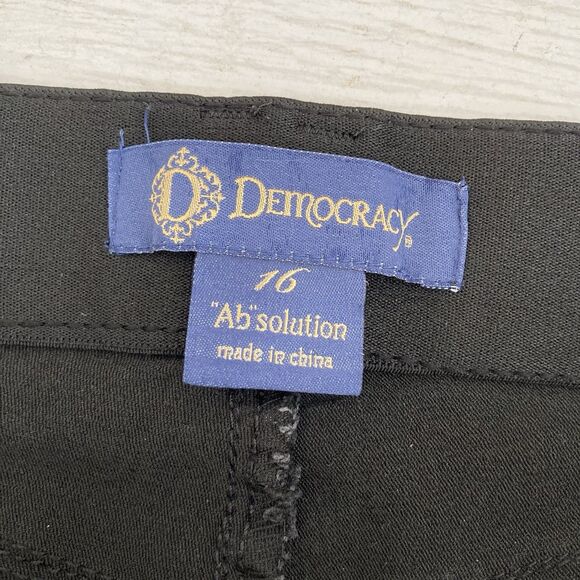 D DEMOCRACY®
16
"Ab"solution
made in china